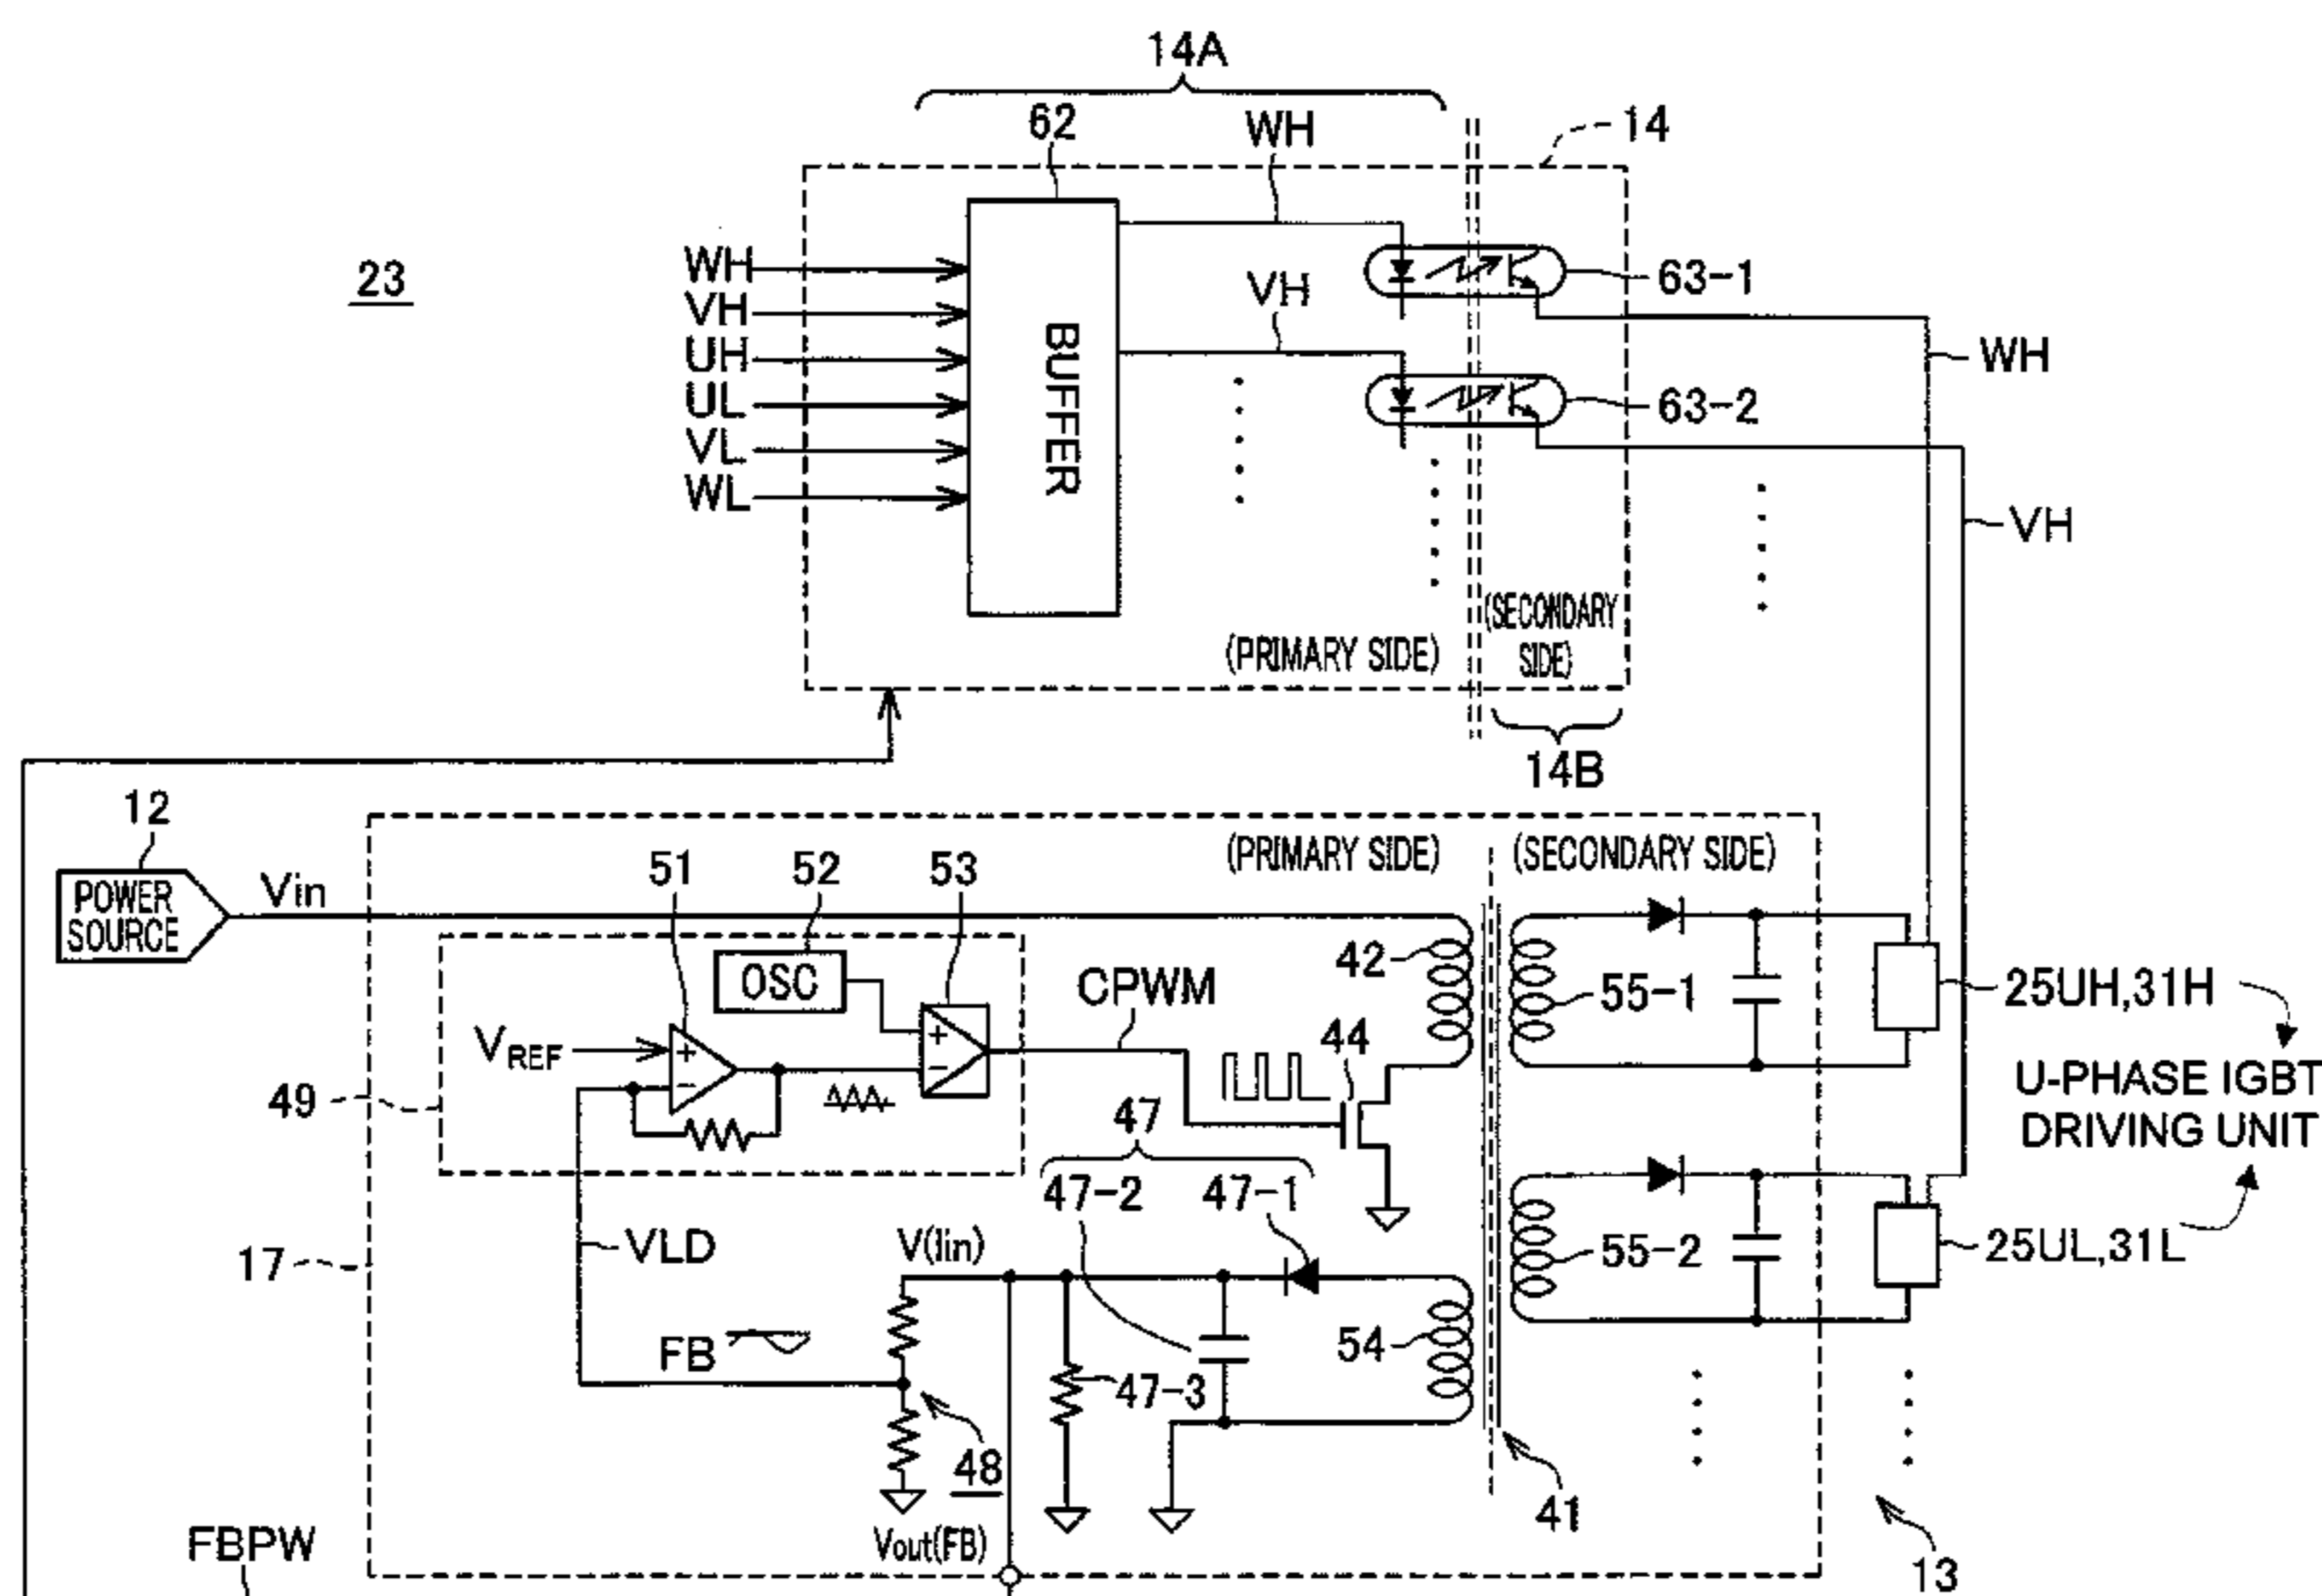 14A
62
WH
14
23
WH
VH
UH
UL
VL
WL
BUFFER
VH
63-1
63-2
WH
VH
(PRIMARY SIDE)
(SECONDARY
SIDE)
14B
12
POWER
SOURCE
Vin
(PRIMARY SIDE)
(SECONDARY SIDE)
51
52
53
OSC
VREF
49
CPWM
42
44
55-1
25UH,31H
U-PHASE IGBT
DRIVING UNIT
47
47-2
47-1
17
VLD
V(Iin)
FB
54
55-2
25UL,31L
47-3
48
41
Vout(FB)
FBPW
13